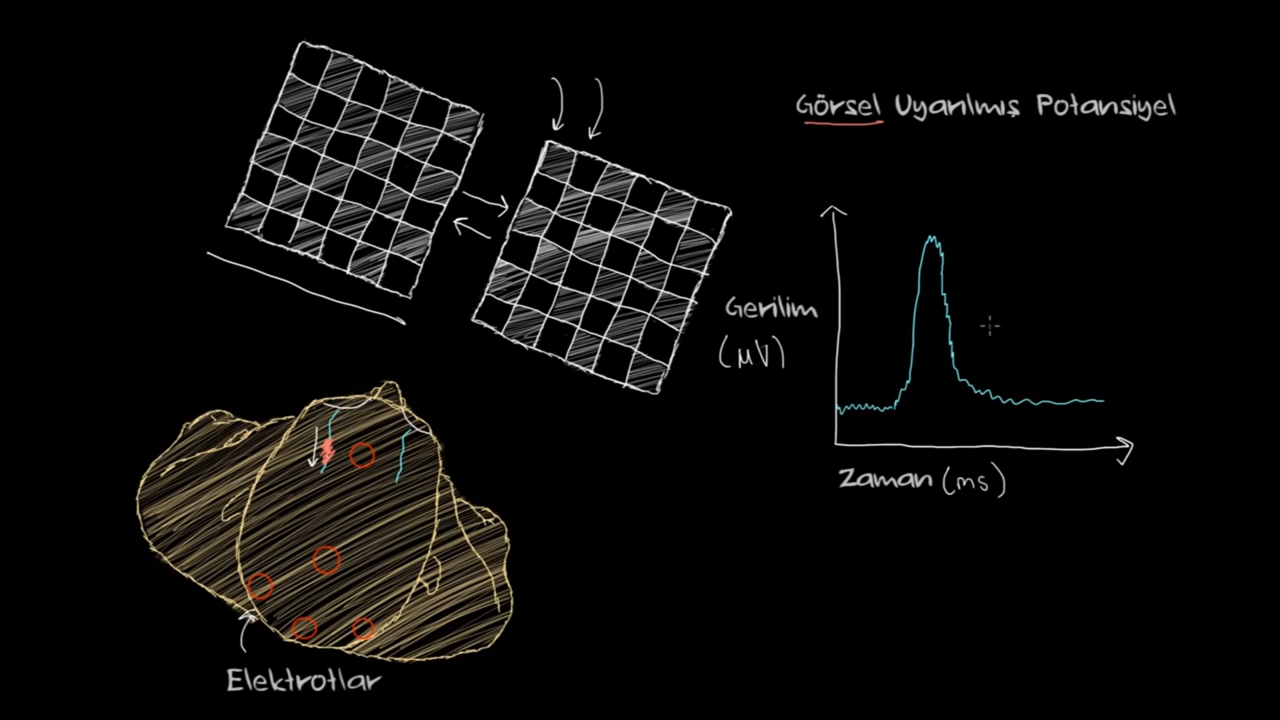 Görsel Uyarılmış Potansiyel
Gerilim
(μV)
Zaman (ms)
Elektrotlar